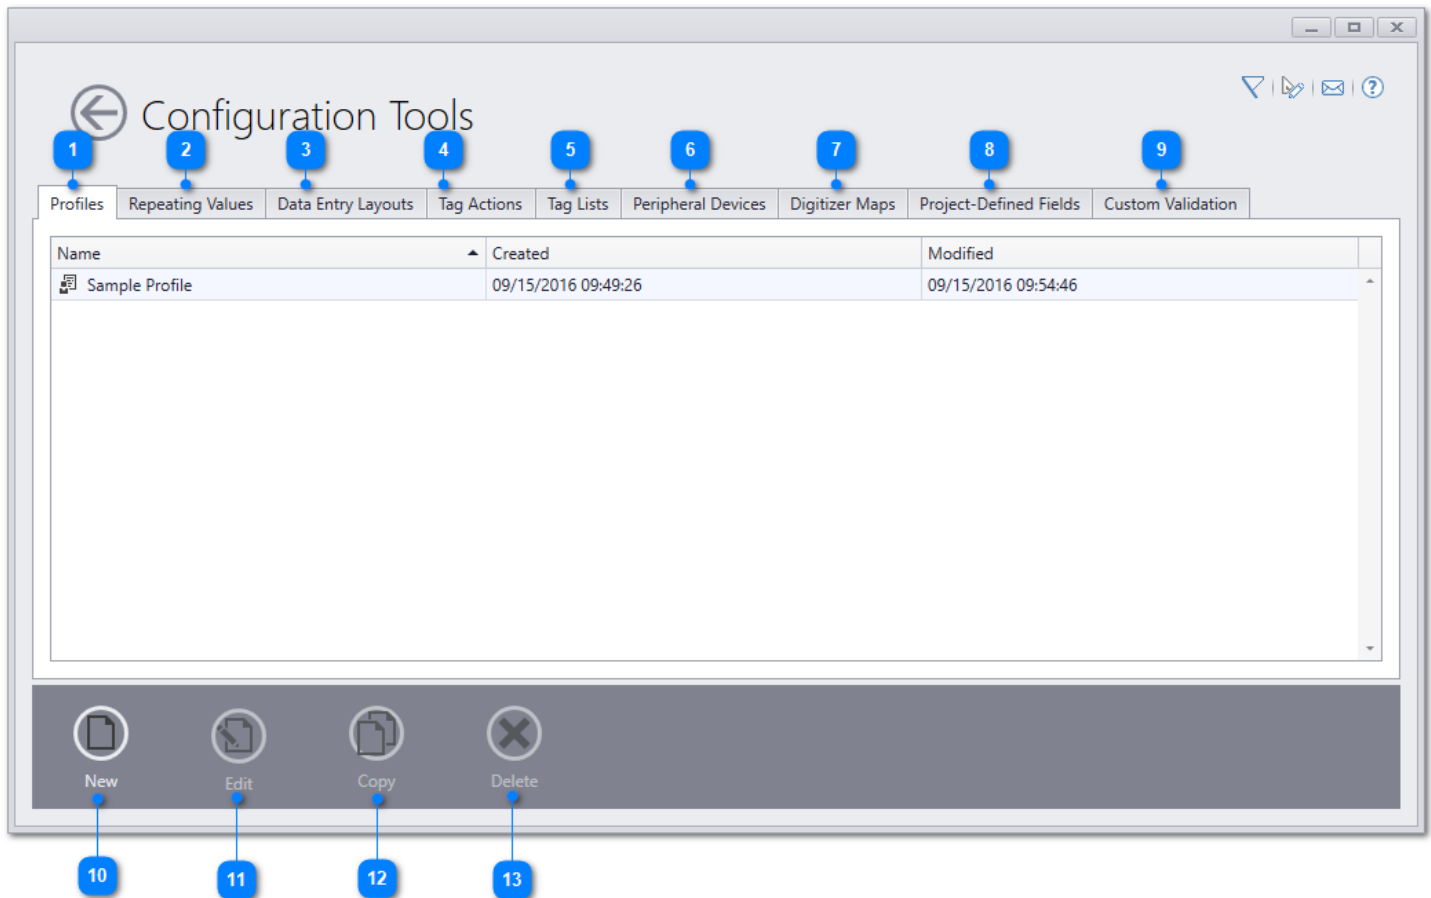 Configuration Tools
1 2 3 4 5 6 7 8 9
Profiles Repeating Values Data Entry Layouts Tag Actions Tag Lists Peripheral Devices Digitizer Maps Project-Defined Fields Custom Validation
Name Created Modified
Sample Profile 09/15/2016 09:49:26 09/15/2016 09:54:46
New Edit Copy Delete
10 11 12 13